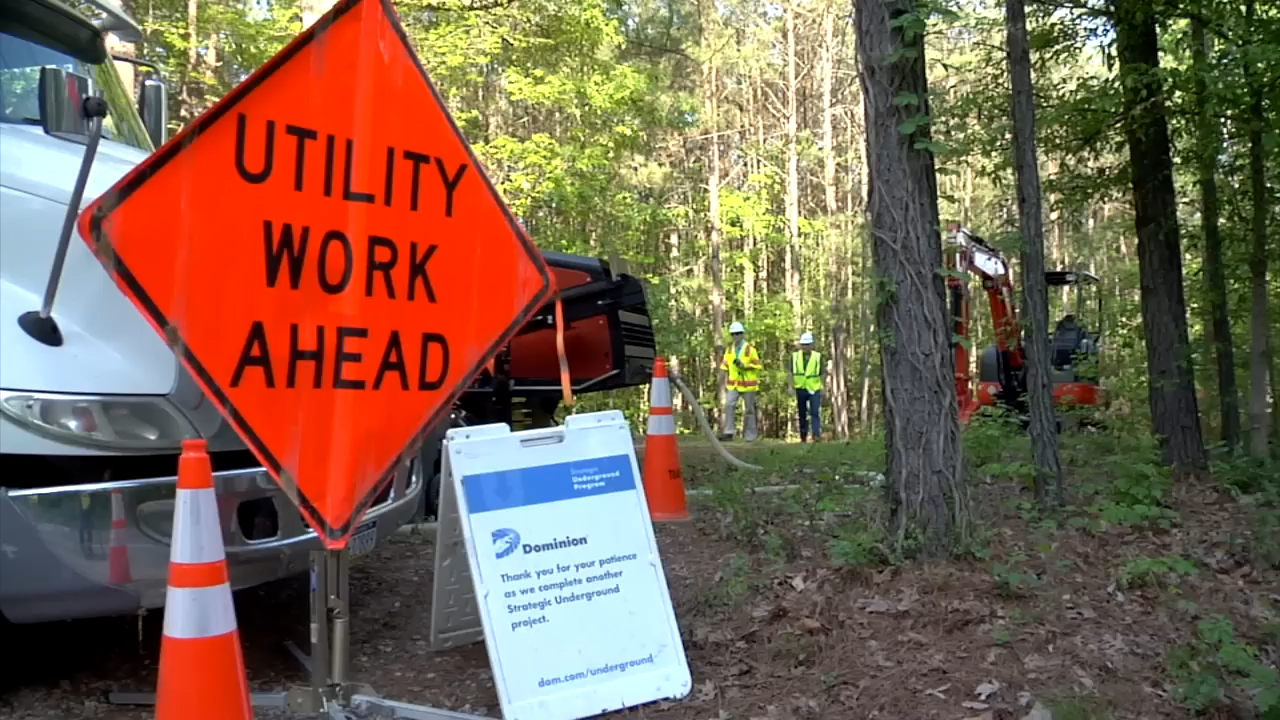 UTILITY
WORK
AHEAD
Strategic
Underground
Program
Dominion
Thank you for your patience
as we complete another
Strategic Underground
project.
dom.com/underground